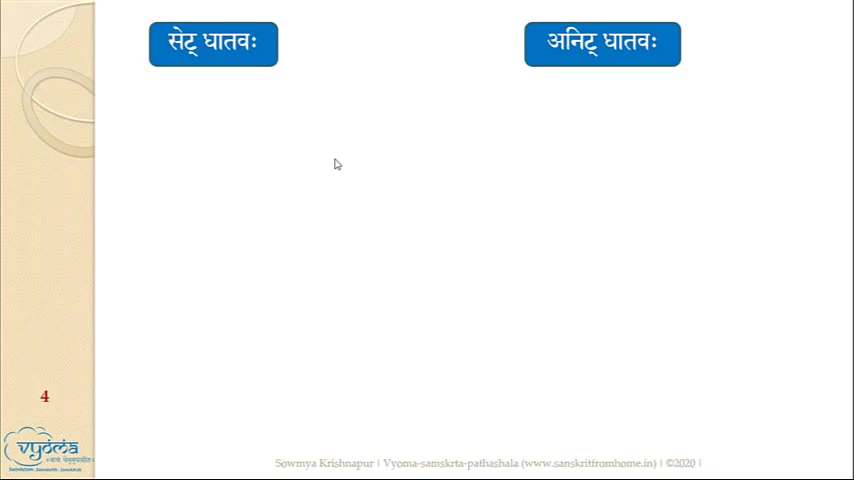 सेट् धातवः
अनिट् धातवः
4
vyoma
Sowmya Krishnapur | Vyoma-samskrta-pathashala (www.sanskritfromhome.in) | ©2020 |